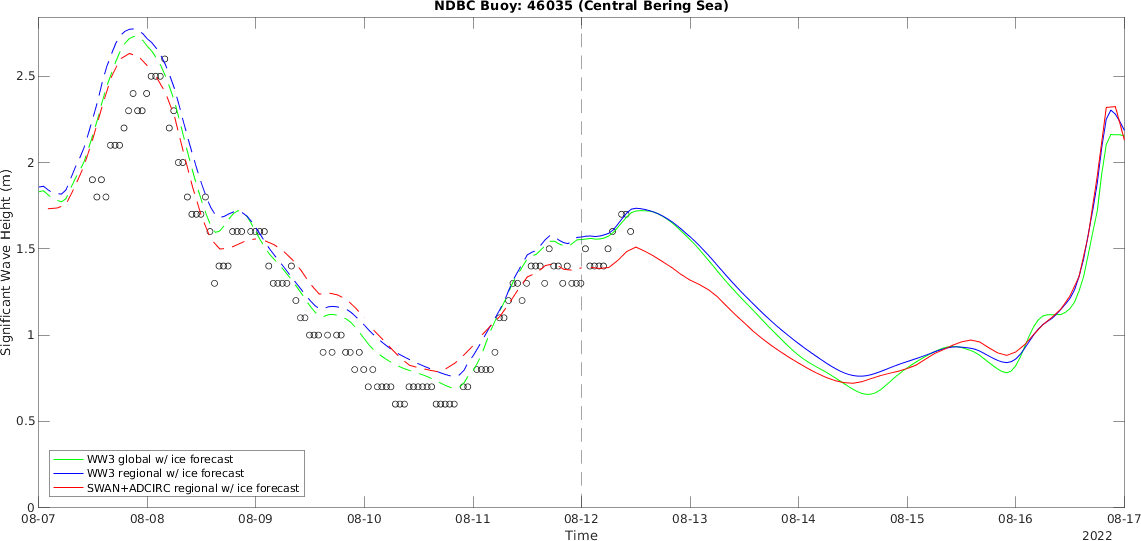 NDBC Buoy: 46035 (Central Bering Sea)
2.5
2
1.5
1
0.5
0
Significant Wave Height (m)
WW3 global w/ ice forecast
WW3 regional w/ ice forecast
SWAN+ADCIRC regional w/ ice forecast
08-07 08-08 08-09 08-10 08-11 08-12 08-13 08-14 08-15 08-16 08-17
Time
2022